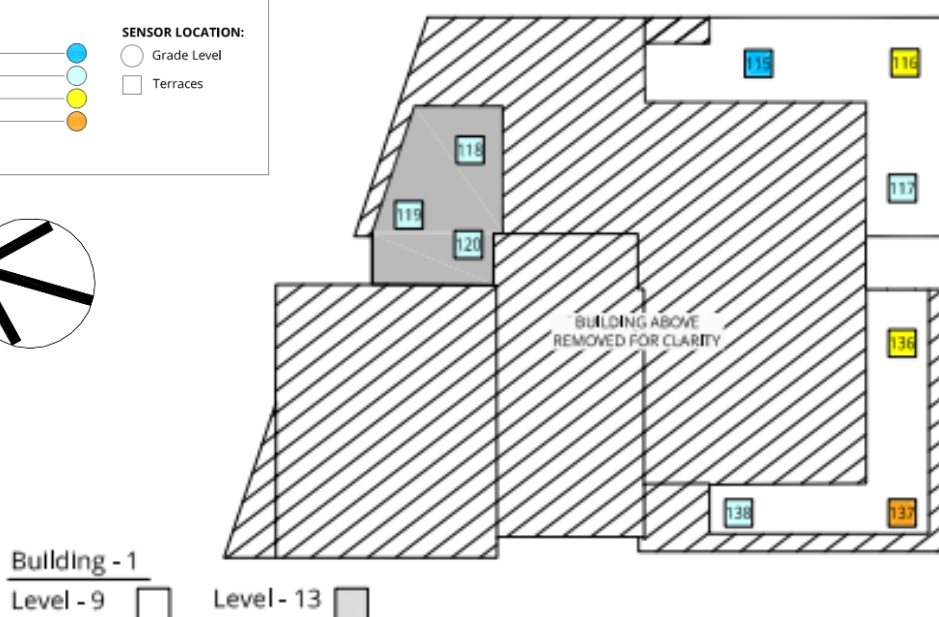 SENSOR LOCATION:
Grade Level
Terraces
115
116
118
117
119
120
BUILDING ABOVE
REMOVED FOR CLARITY
136
138
137
Building - 1
Level - 9
Level - 13